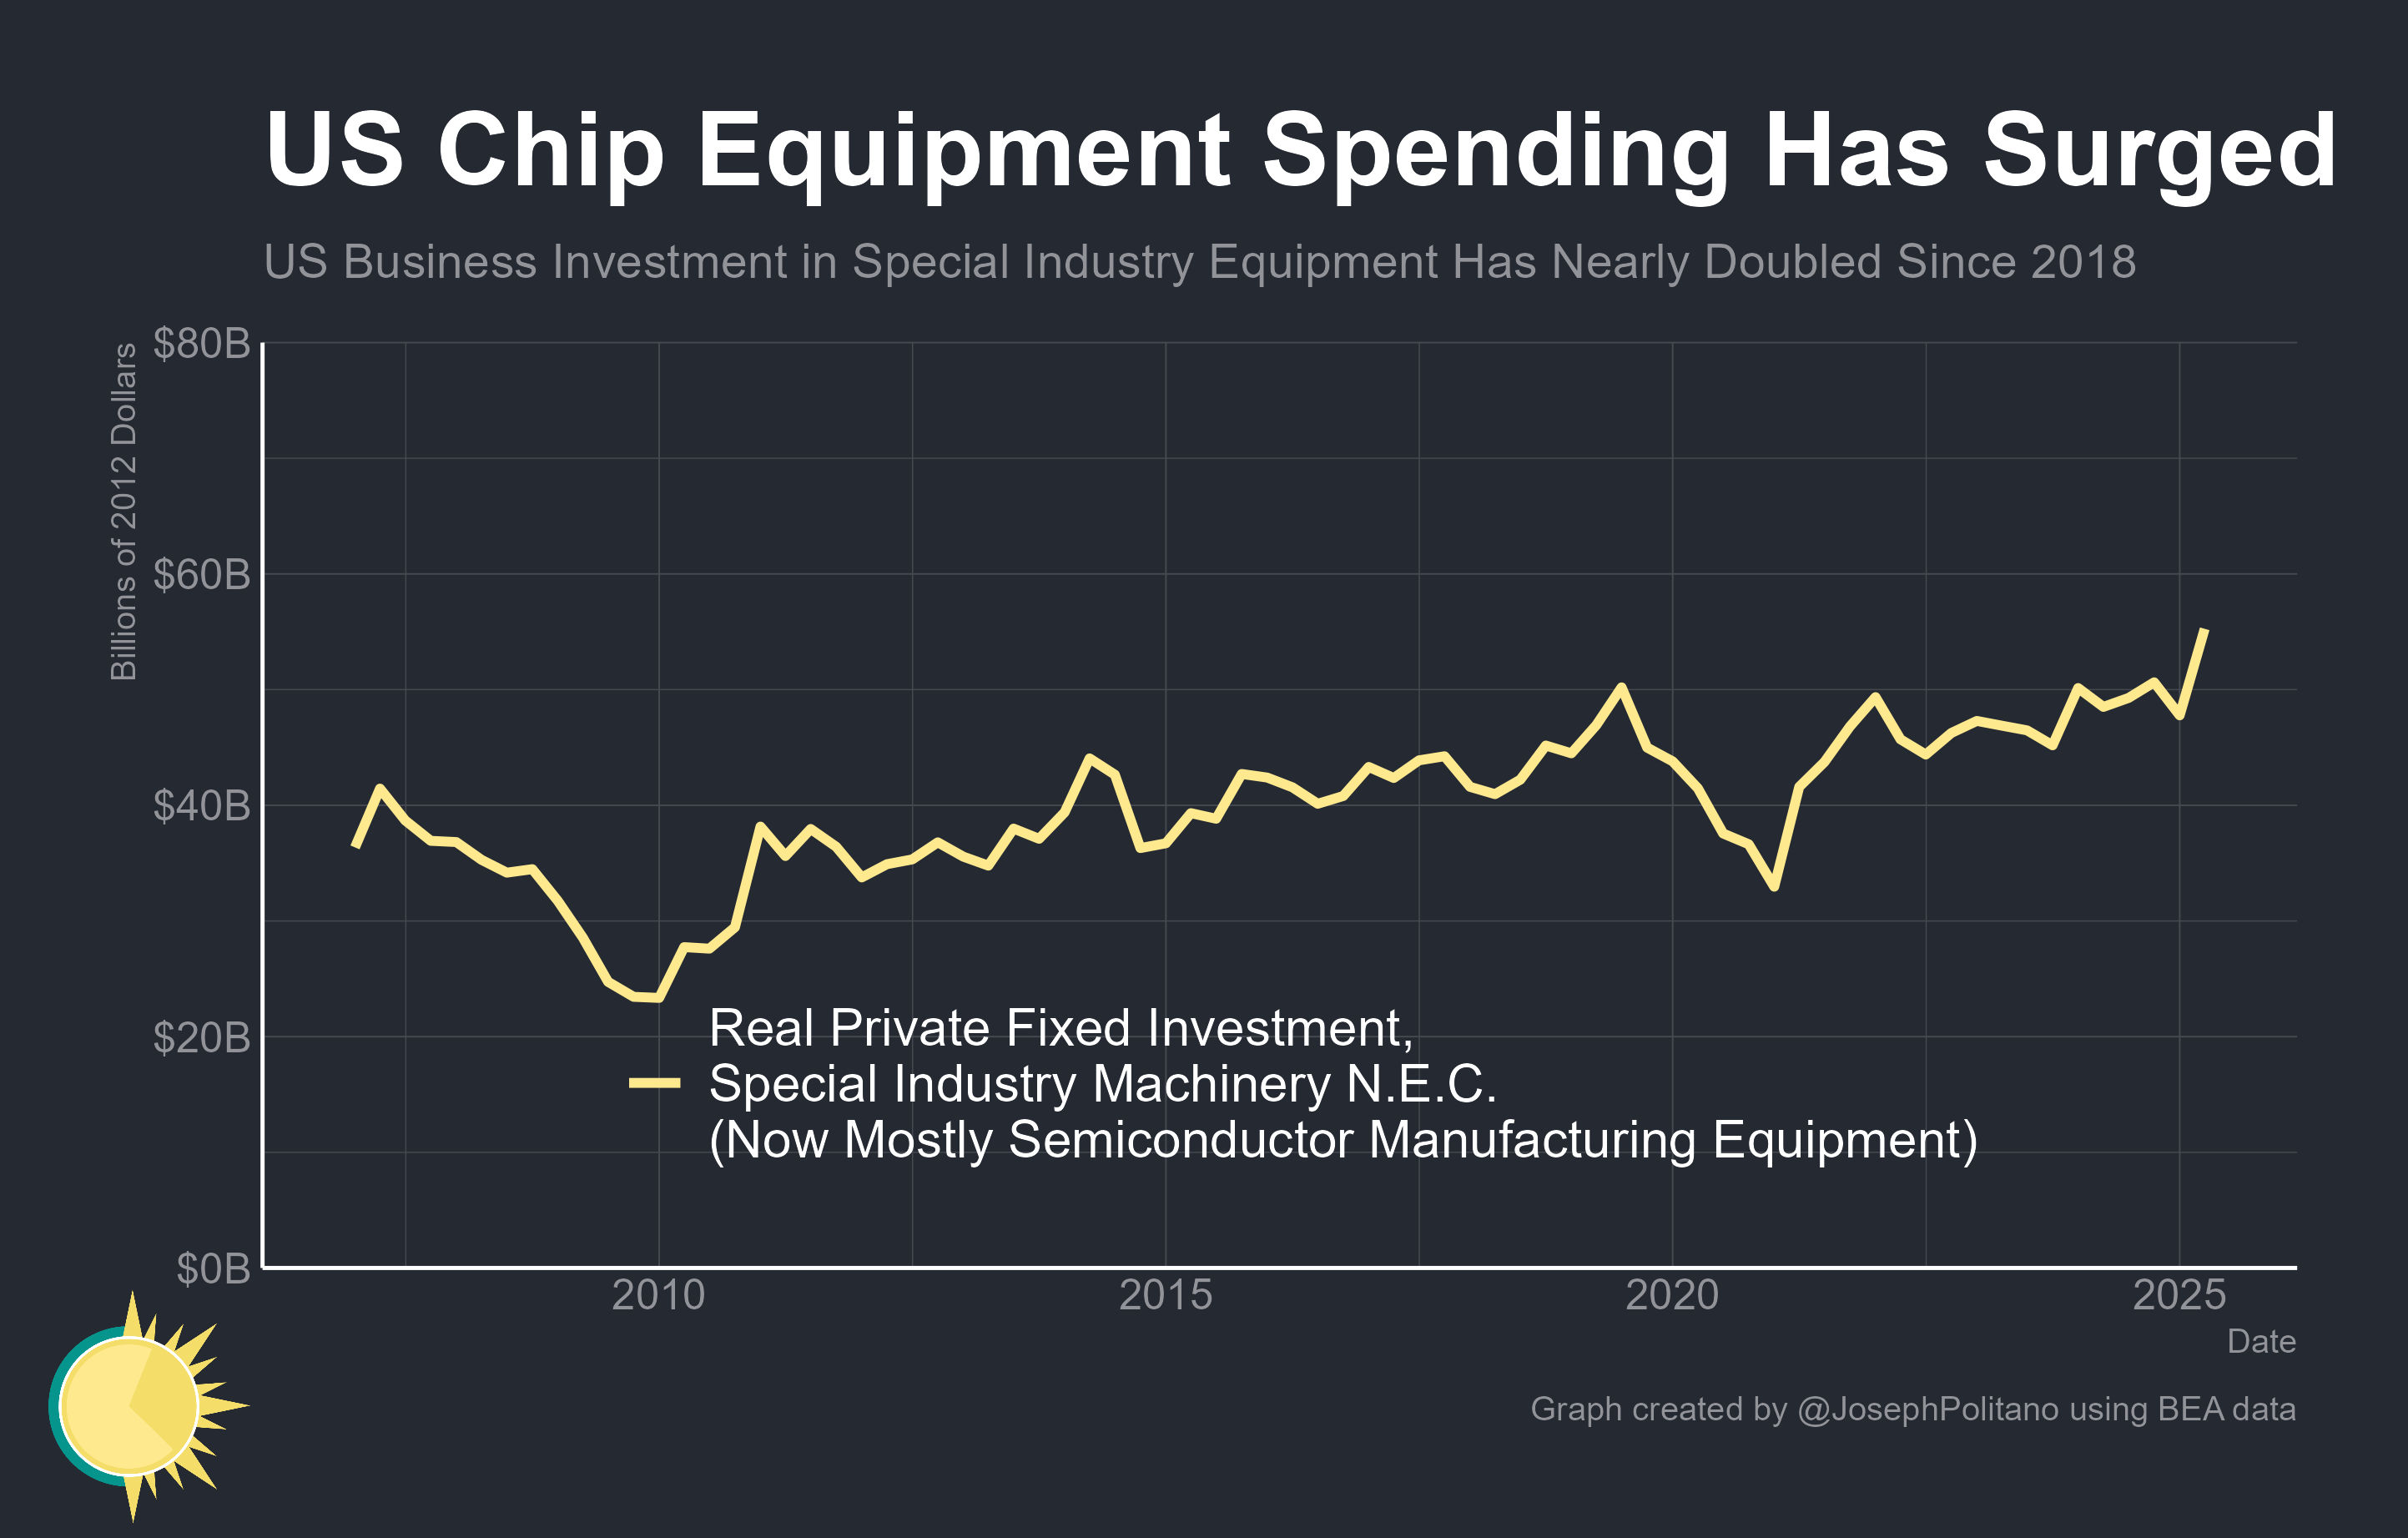 US Chip Equipment Spending Has Surged
US Business Investment in Special Industry Equipment Has Nearly Doubled Since 2018
Billions of 2012 Dollars
$80B
$60B
$40B
$20B
$0B
Real Private Fixed Investment,
Special Industry Machinery N.E.C.
(Now Mostly Semiconductor Manufacturing Equipment)
2010
2015
2020
2025
Date
Graph created by @JosephPolitano using BEA data